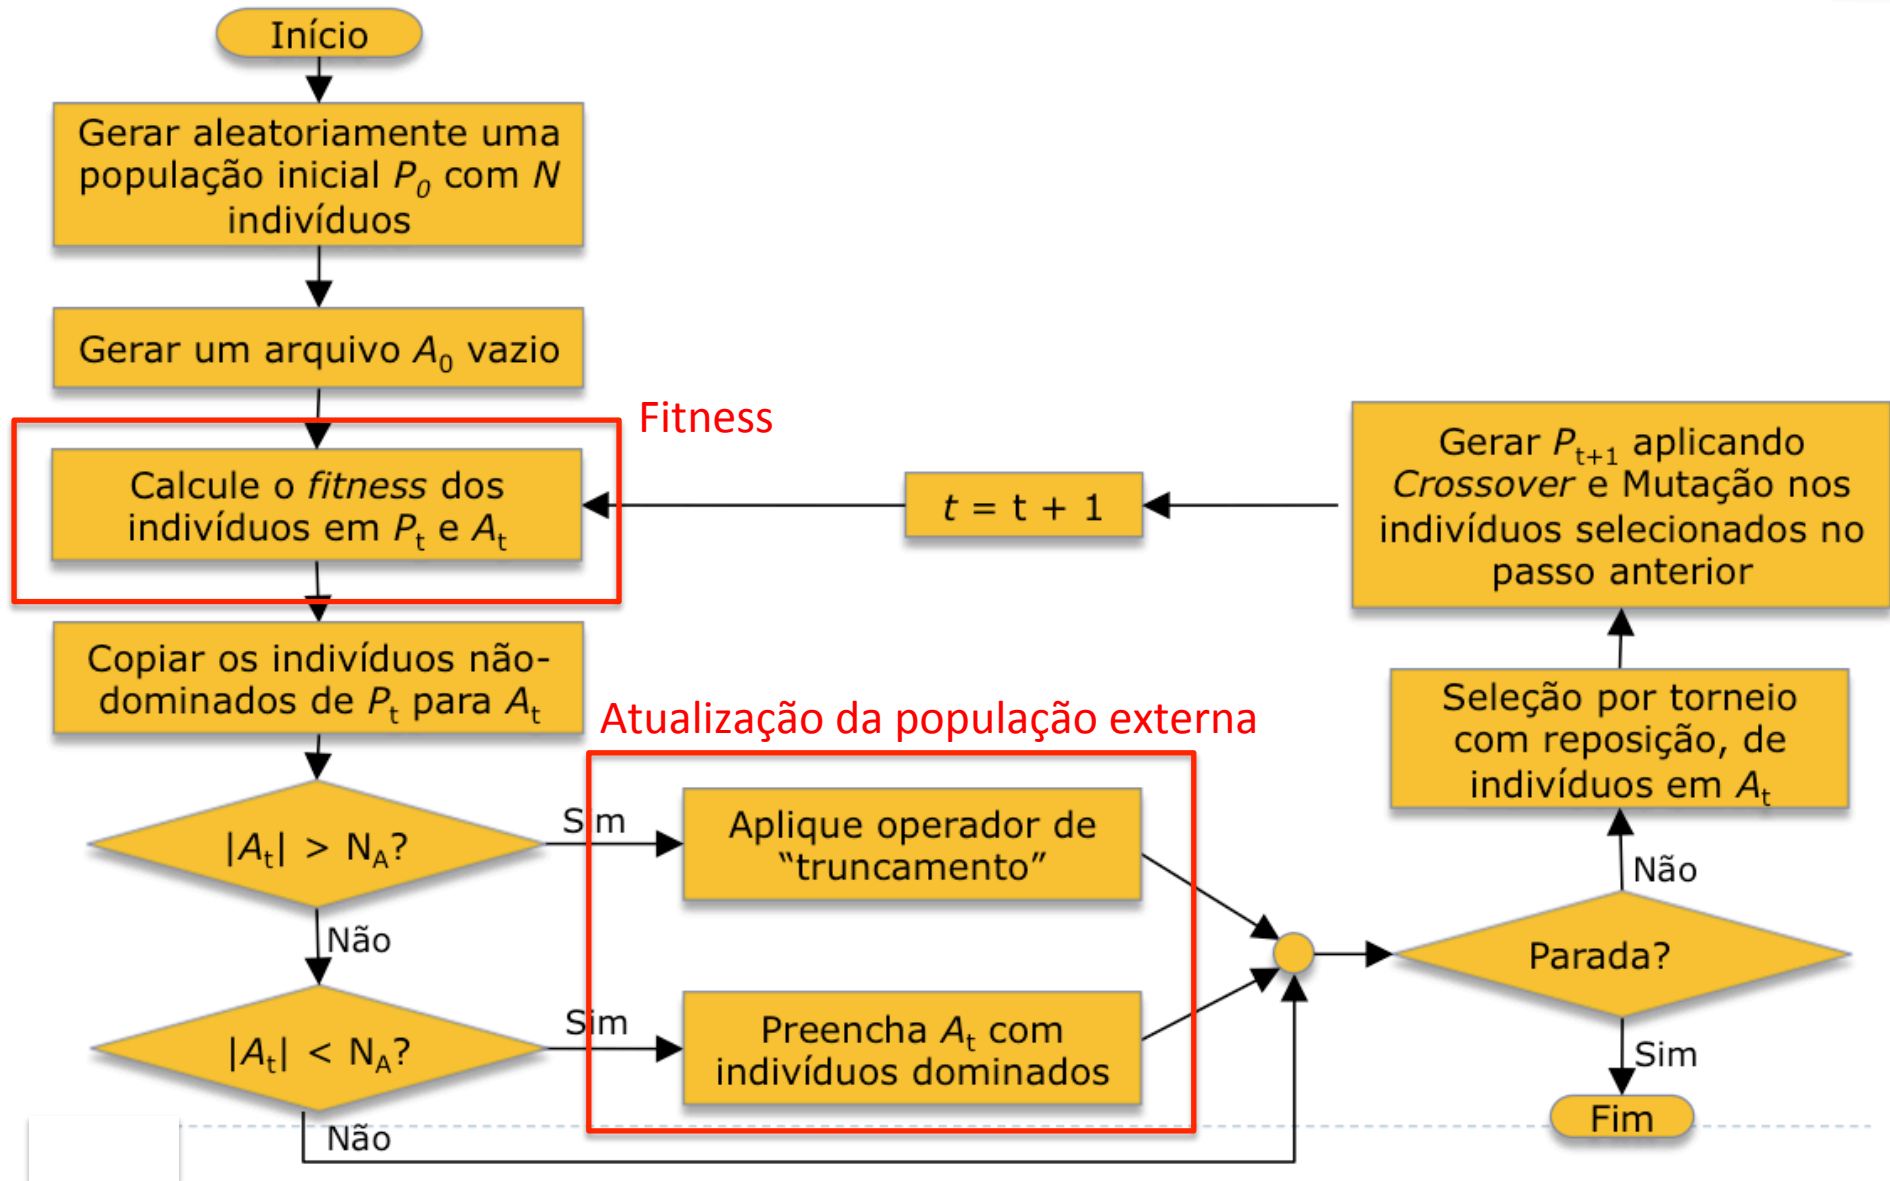 Início
Gerar aleatoriamente uma
população inicial P0 com N
indivíduos
Gerar um arquivo A0 vazio
Fitness
Calcule o fitness dos
indivíduos em Pt e At
t = t + 1
Gerar Pt+1 aplicando
Crossover e Mutação nos
indivíduos selecionados no
passo anterior
Copiar os indivíduos não-
dominados de Pt para At
Seleção por torneio
com reposição, de
indivíduos em At
Atualização da população externa
|At| > NA?
Sim
Aplique operador de
“truncamento”
Não
Não
Parada?
|At| < NA?
Sim
Preencha At com
indivíduos dominados
Sim
Não
Fim